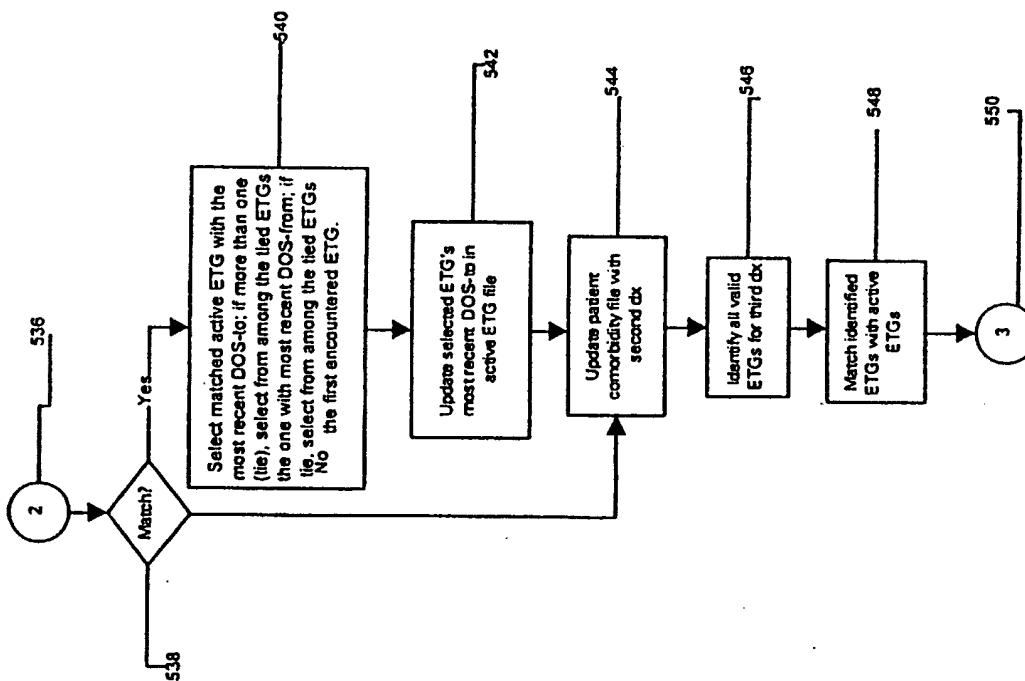 2
536
Match?
Yes
538
Select matched active ETG with the
most recent DOS-to; if more than one
(tie), select from among the tied ETGs
the one with most recent DOS-from; if
tie, select from among the tied ETGs
No the first encountered ETG.
540
Update selected ETG's
most recent DOS-to in
active ETG file
542
Update patient
comorbidity file with
second dx
544
Identify all valid
ETGs for third dx
546
Match identified
ETGs with active
ETGs
548
3
550